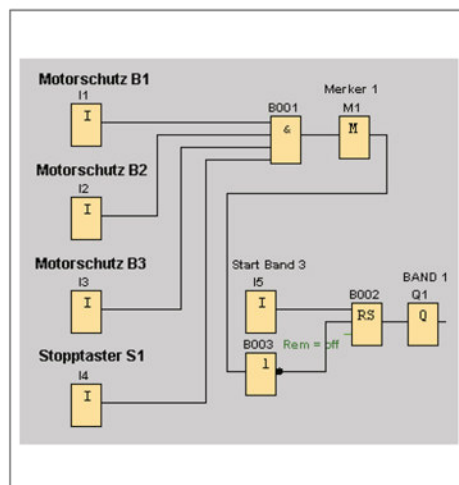 Motorschutz B1
I1
I
Merker 1
B001
&
M1
M
Motorschutz B2
I2
I
Motorschutz B3
I3
I
Start Band 3
I5
I
B002
RS
BAND 1
Q1
Q
Rem = off
B003
1
Stopptaster S1
I4
I